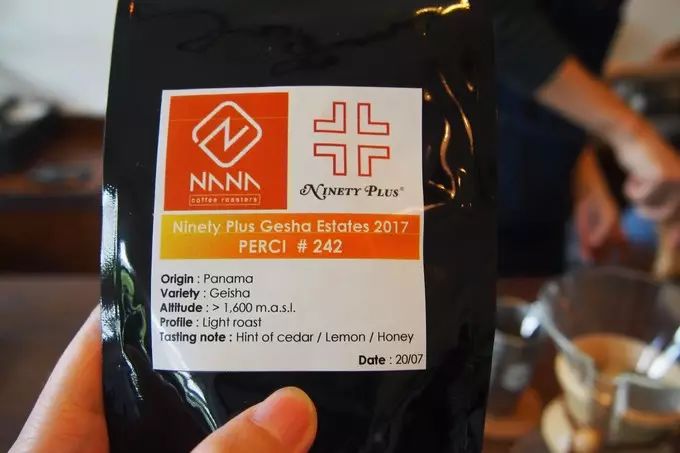 NANA
coffee roasters
NINETY PLUS®
Ninety Plus Gesha Estates 2017
PERCI # 242
Origin : Panama
Variety : Geisha
Altitude : > 1,600 m.a.s.l.
Profile : Light roast
Tasting note : Hint of cedar / Lemon / Honey
Date : 20/07